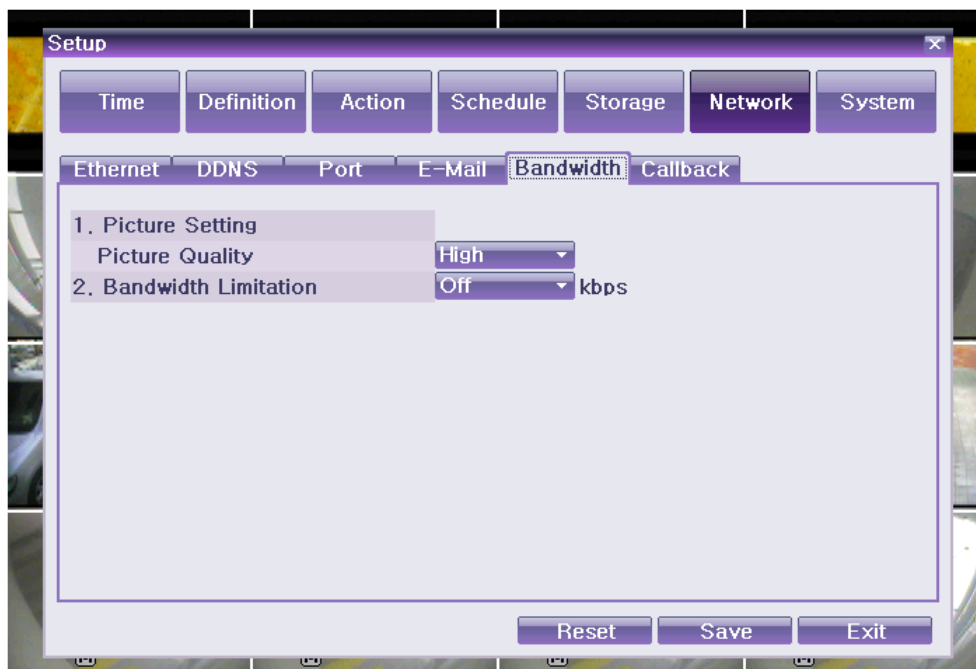 Setup
Time Definition Action Schedule Storage Network System
Ethernet DDNS Port E-Mail Bandwidth Callback
1. Picture Setting
Picture Quality High
2. Bandwidth Limitation Off kbps
Reset Save Exit
M M M M